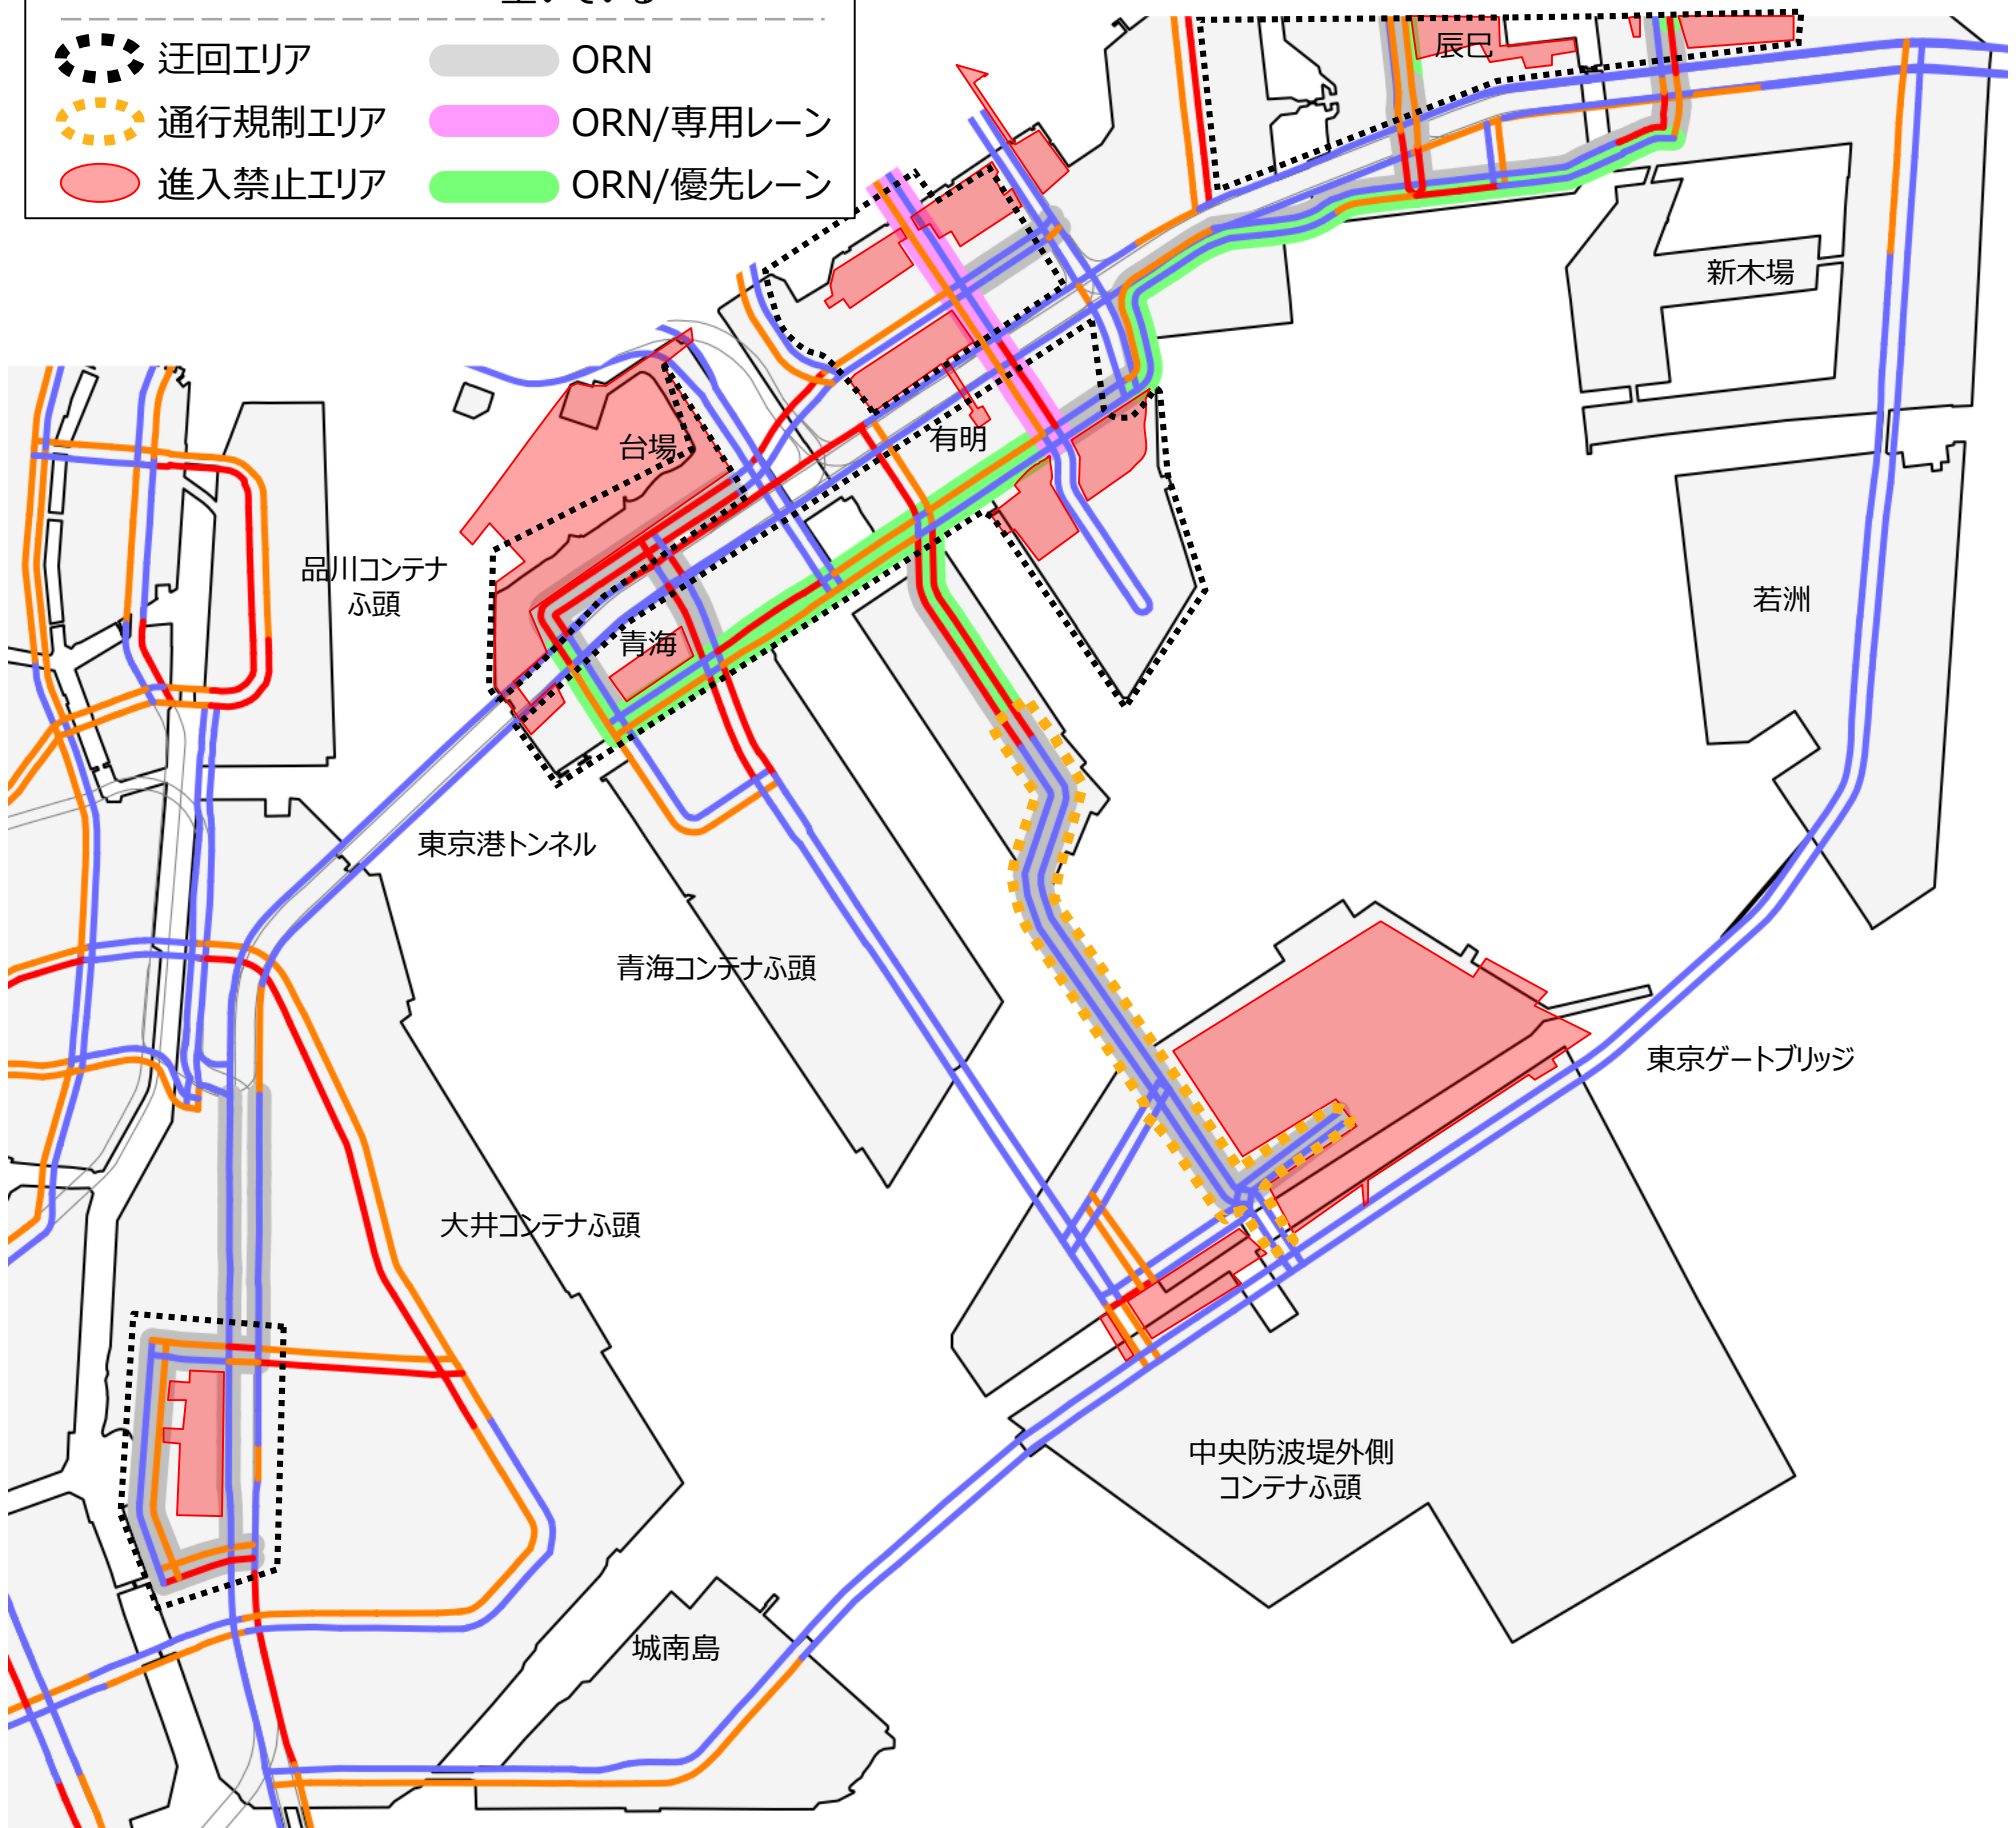 空いている
迂回エリア
ORN
通行規制エリア
ORN/専用レーン
進入禁止エリア
ORN/優先レーン
辰巳
新木場
台場
有明
品川コンテナ
ふ頭
若洲
青海
東京港トンネル
青海コンテナふ頭
東京ゲートブリッジ
大井コンテナふ頭
中央防波堤外側
コンテナふ頭
城南島